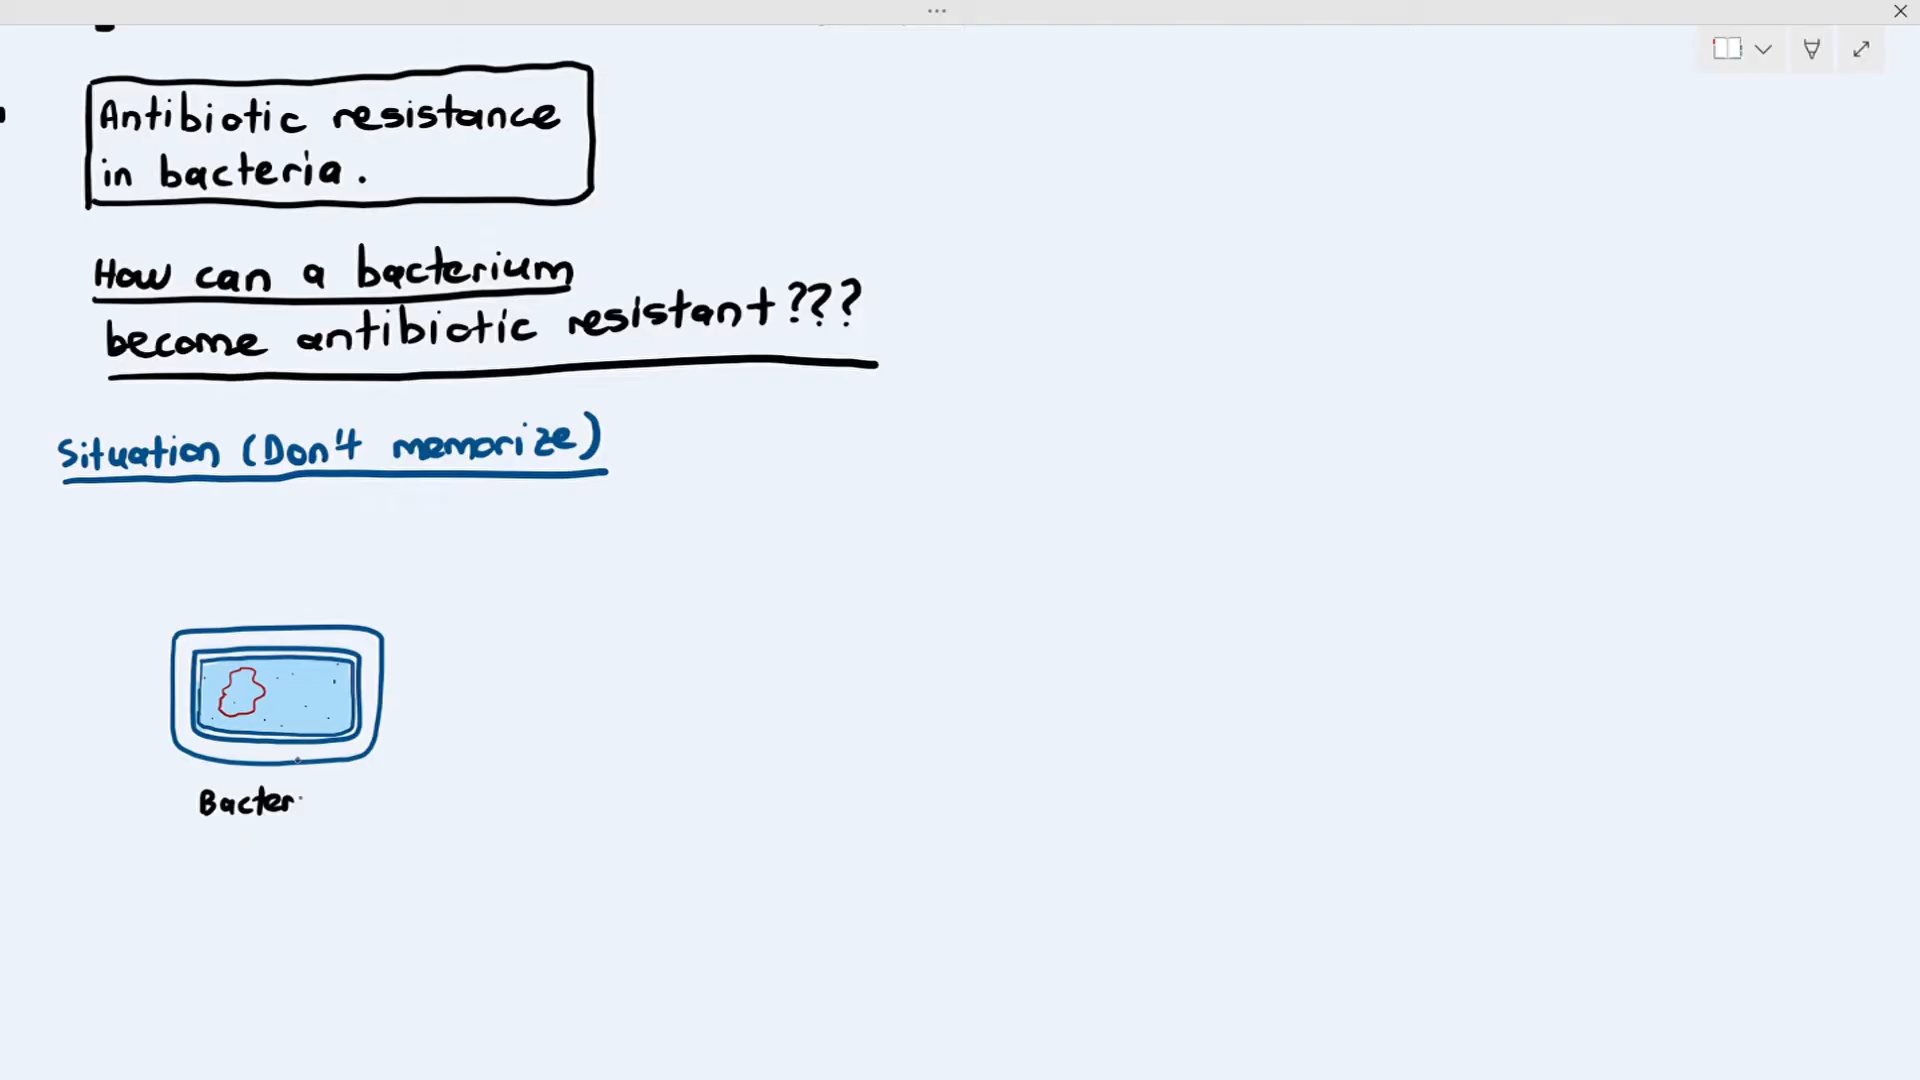 Antibiotic resistance
in bacteria.
How can a bacterium
become antibiotic resistant???
Situation (Don't memorize)
Bacter